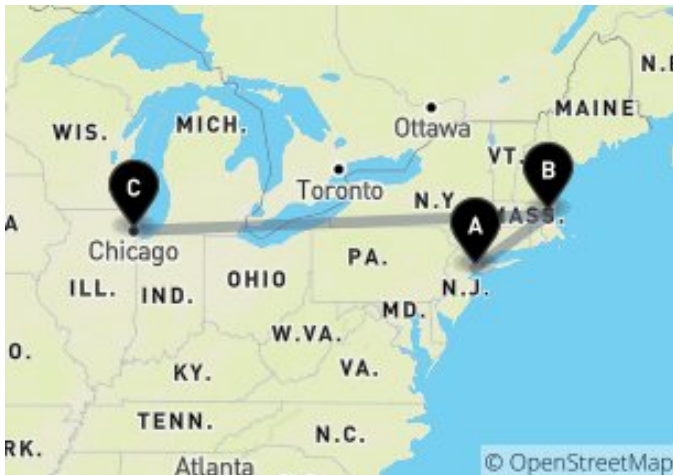 N.B
MAINE
WIS.
MICH.
Ottawa
VT.
B
C
Toronto
N.Y
MASS.
A
Chicago
PA.
ILL.
IND.
OHIO
N.J.
MD.
W.VA.
O.
KY.
VA.
TENN.
N.C.
RK.
Atlanta
© OpenStreetMap